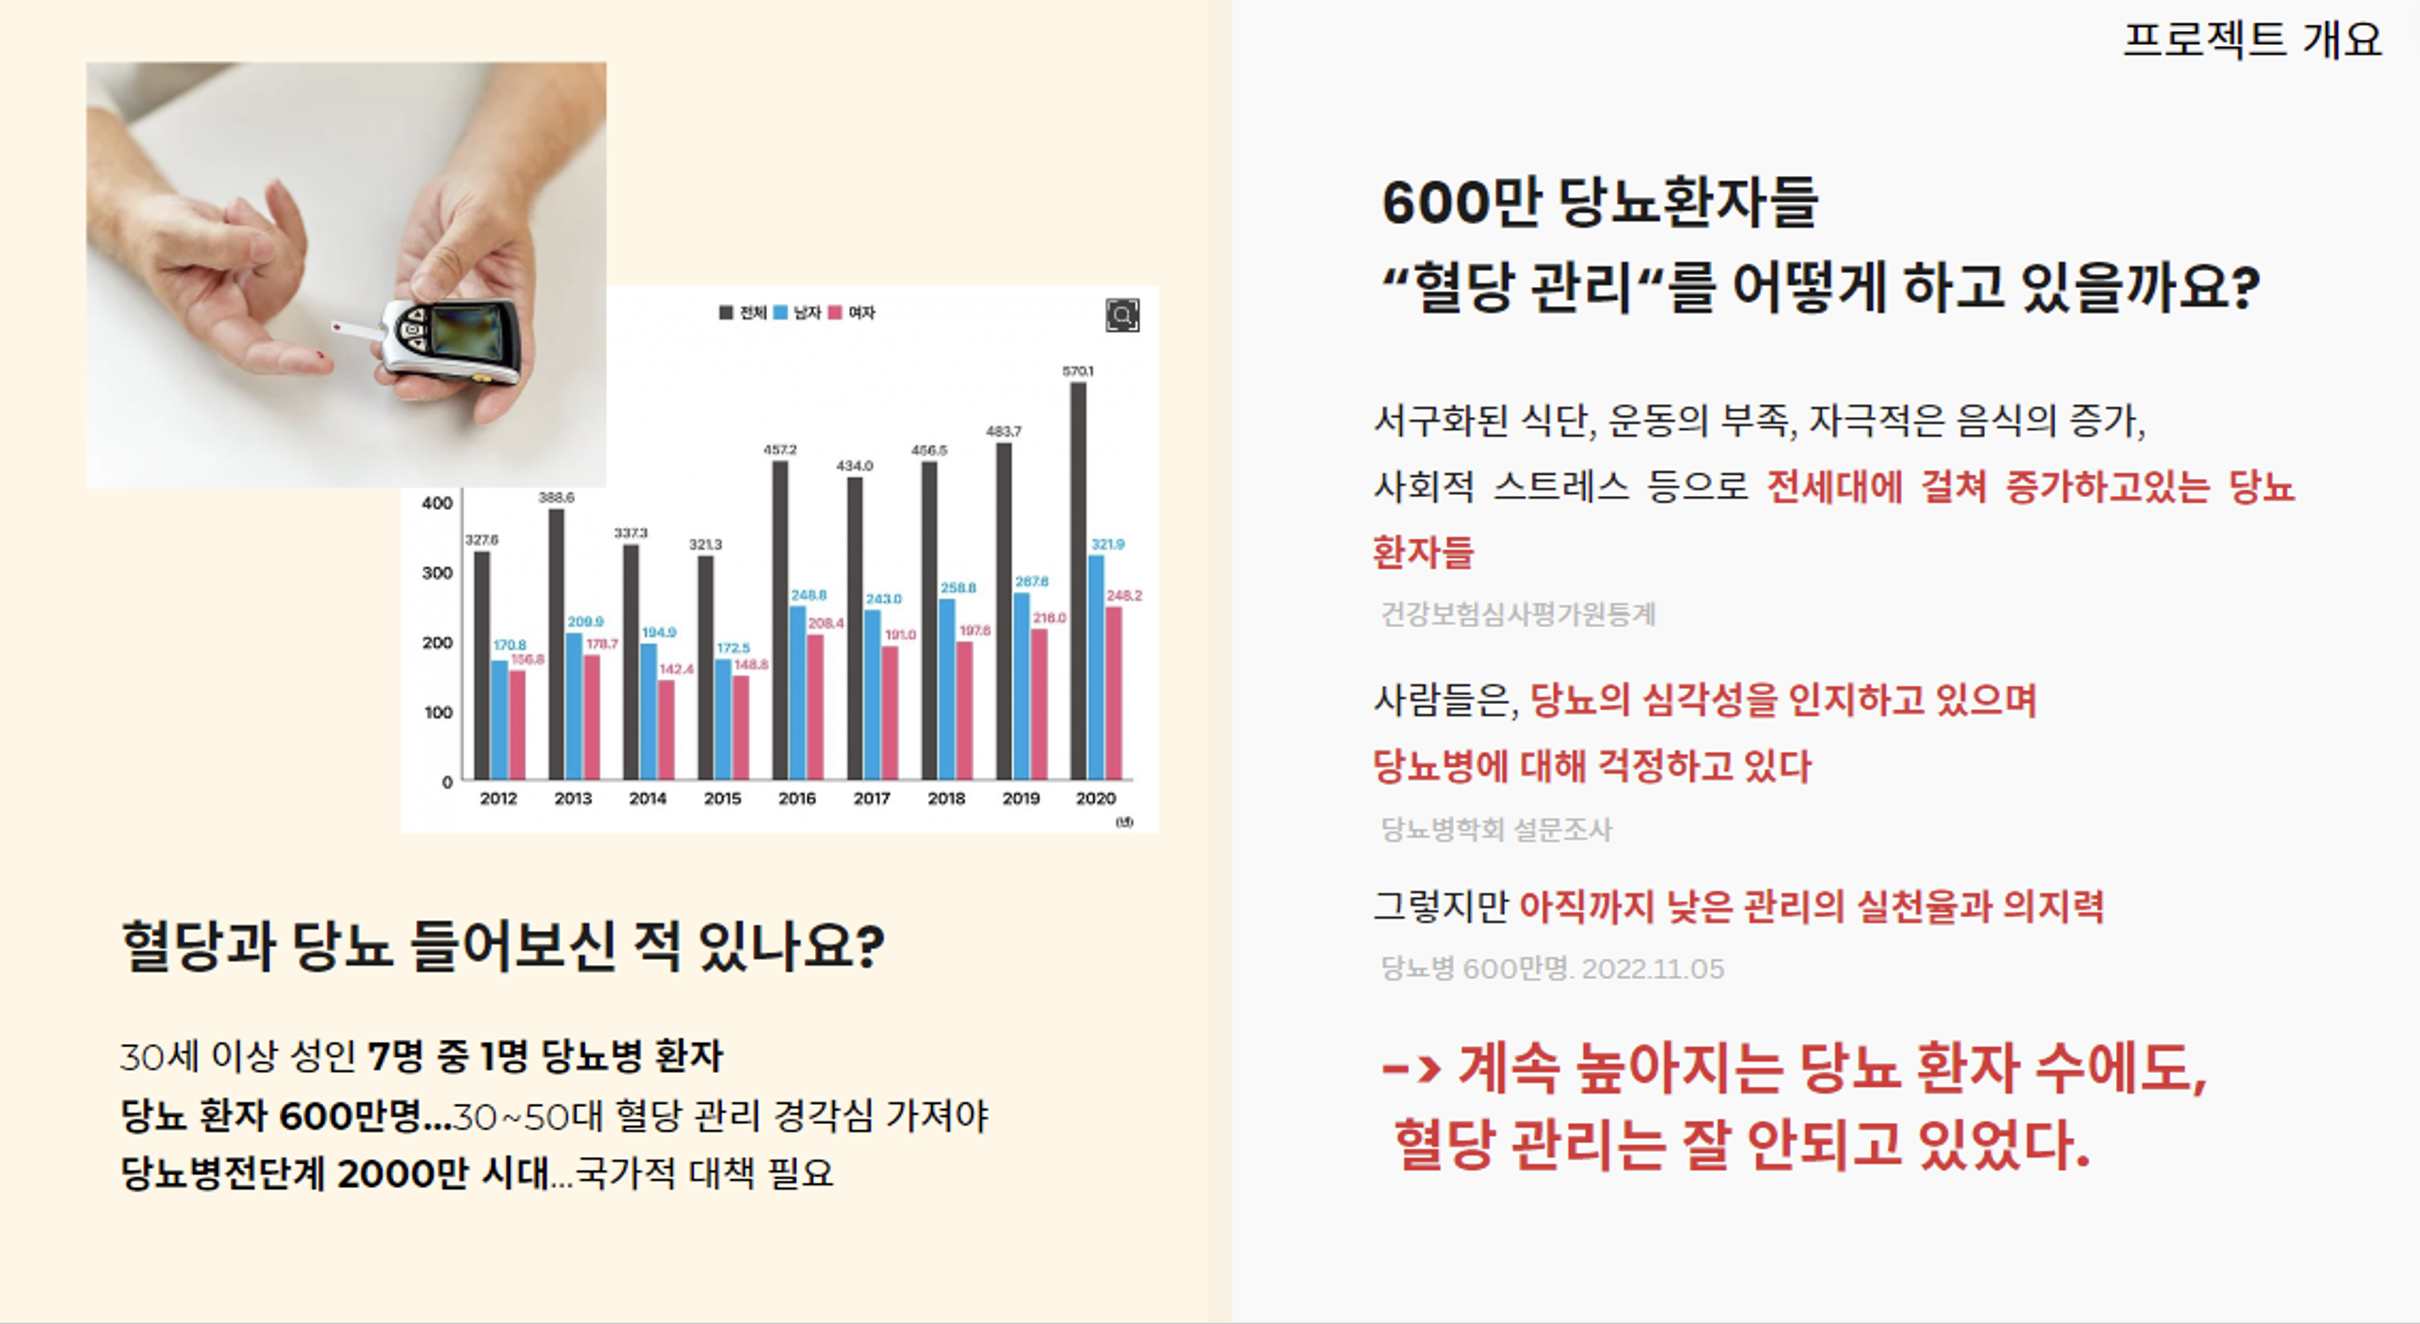 프로젝트 개요
전체 남자 여자
400
300
200
100
0
327.6
170.8
156.8
388.6
209.9
178.7
337.3
194.9
142.4
321.3
172.5
148.8
457.2
248.8
208.4
434.0
243.0
191.0
456.5
258.8
197.6
483.7
267.6
216.0
570.1
321.9
248.2
2012 2013 2014 2015 2016 2017 2018 2019 2020
(년)
혈당과 당뇨 들어보신 적 있나요?
30세 이상 성인 7명 중 1명 당뇨병 환자
당뇨 환자 600만명...30~50대 혈당 관리 경각심 가져야
당뇨병전단계 2000만 시대...국가적 대책 필요
600만 당뇨환자들
“혈당 관리“를 어떻게 하고 있을까요?
서구화된 식단, 운동의 부족, 자극적은 음식의 증가,
사회적 스트레스 등으로 전세대에 걸쳐 증가하고있는 당뇨
환자들
건강보험심사평가원통계
사람들은, 당뇨의 심각성을 인지하고 있으며
당뇨병에 대해 걱정하고 있다
당뇨병학회 설문조사
그렇지만 아직까지 낮은 관리의 실천율과 의지력
당뇨병 600만명. 2022.11.05
-> 계속 높아지는 당뇨 환자 수에도,
혈당 관리는 잘 안되고 있었다.